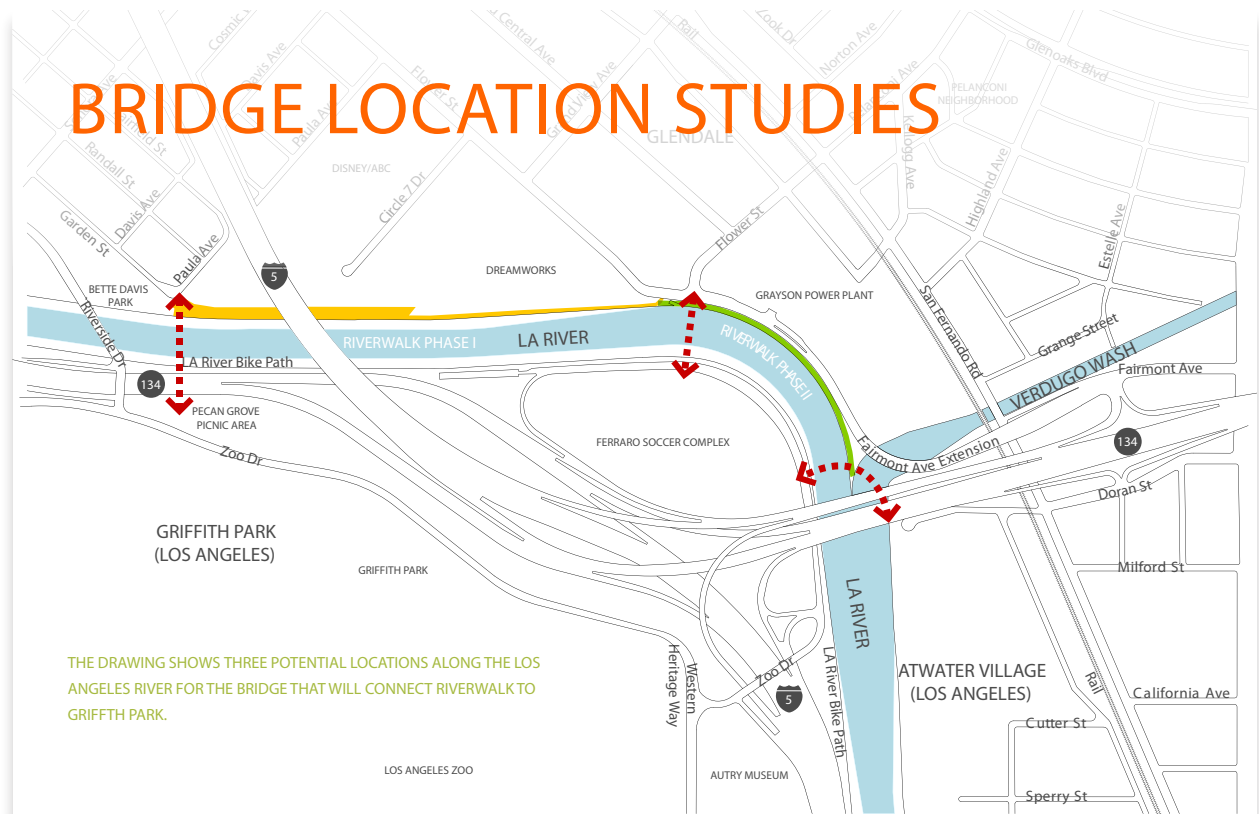 Cosmic
Davis Ave
Central Ave
Rail
Zook Dr
Norton Ave
Glenoaks Blvd
PELANCONI
NEIGHBORHOOD
BRIDGE LOCATION STUDIES
Flower St
Grand View Ave
Paula Ave
GLENDALE
Kellogg Ave
Highland Ave
Randall St
DISNEY/ABC
Davis Ave
Circle 7 Dr
Garden St
Flower St
Estelle Ave
Paula Ave
5
DREAMWORKS
BETTE DAVIS
PARK
GRAYSON POWER PLANT
San Fernando Rd
Riverside Dr
RIVERWALK PHASE I
LA RIVER
RIVERWALK PHASE II
Grange Street
VERDUGO WASH
LA River Bike Path
Fairmont Ave
134
PECAN GROVE
PICNIC AREA
FERRARO SOCCER COMPLEX
Fairmont Ave Extension
134
Zoo Dr
Doran St
GRIFFITH PARK
(LOS ANGELES)
GRIFFITH PARK
Milford St
LA RIVER
THE DRAWING SHOWS THREE POTENTIAL LOCATIONS ALONG THE LOS
ANGELES RIVER FOR THE BRIDGE THAT WILL CONNECT RIVERWALK TO
GRIFFTH PARK.
Western
Heritage Way
Zoo Dr
5
LA River Bike Path
ATWATER VILLAGE
(LOS ANGELES)
Rail
California Ave
Cutter St
LOS ANGELES ZOO
AUTRY MUSEUM
Sperry St